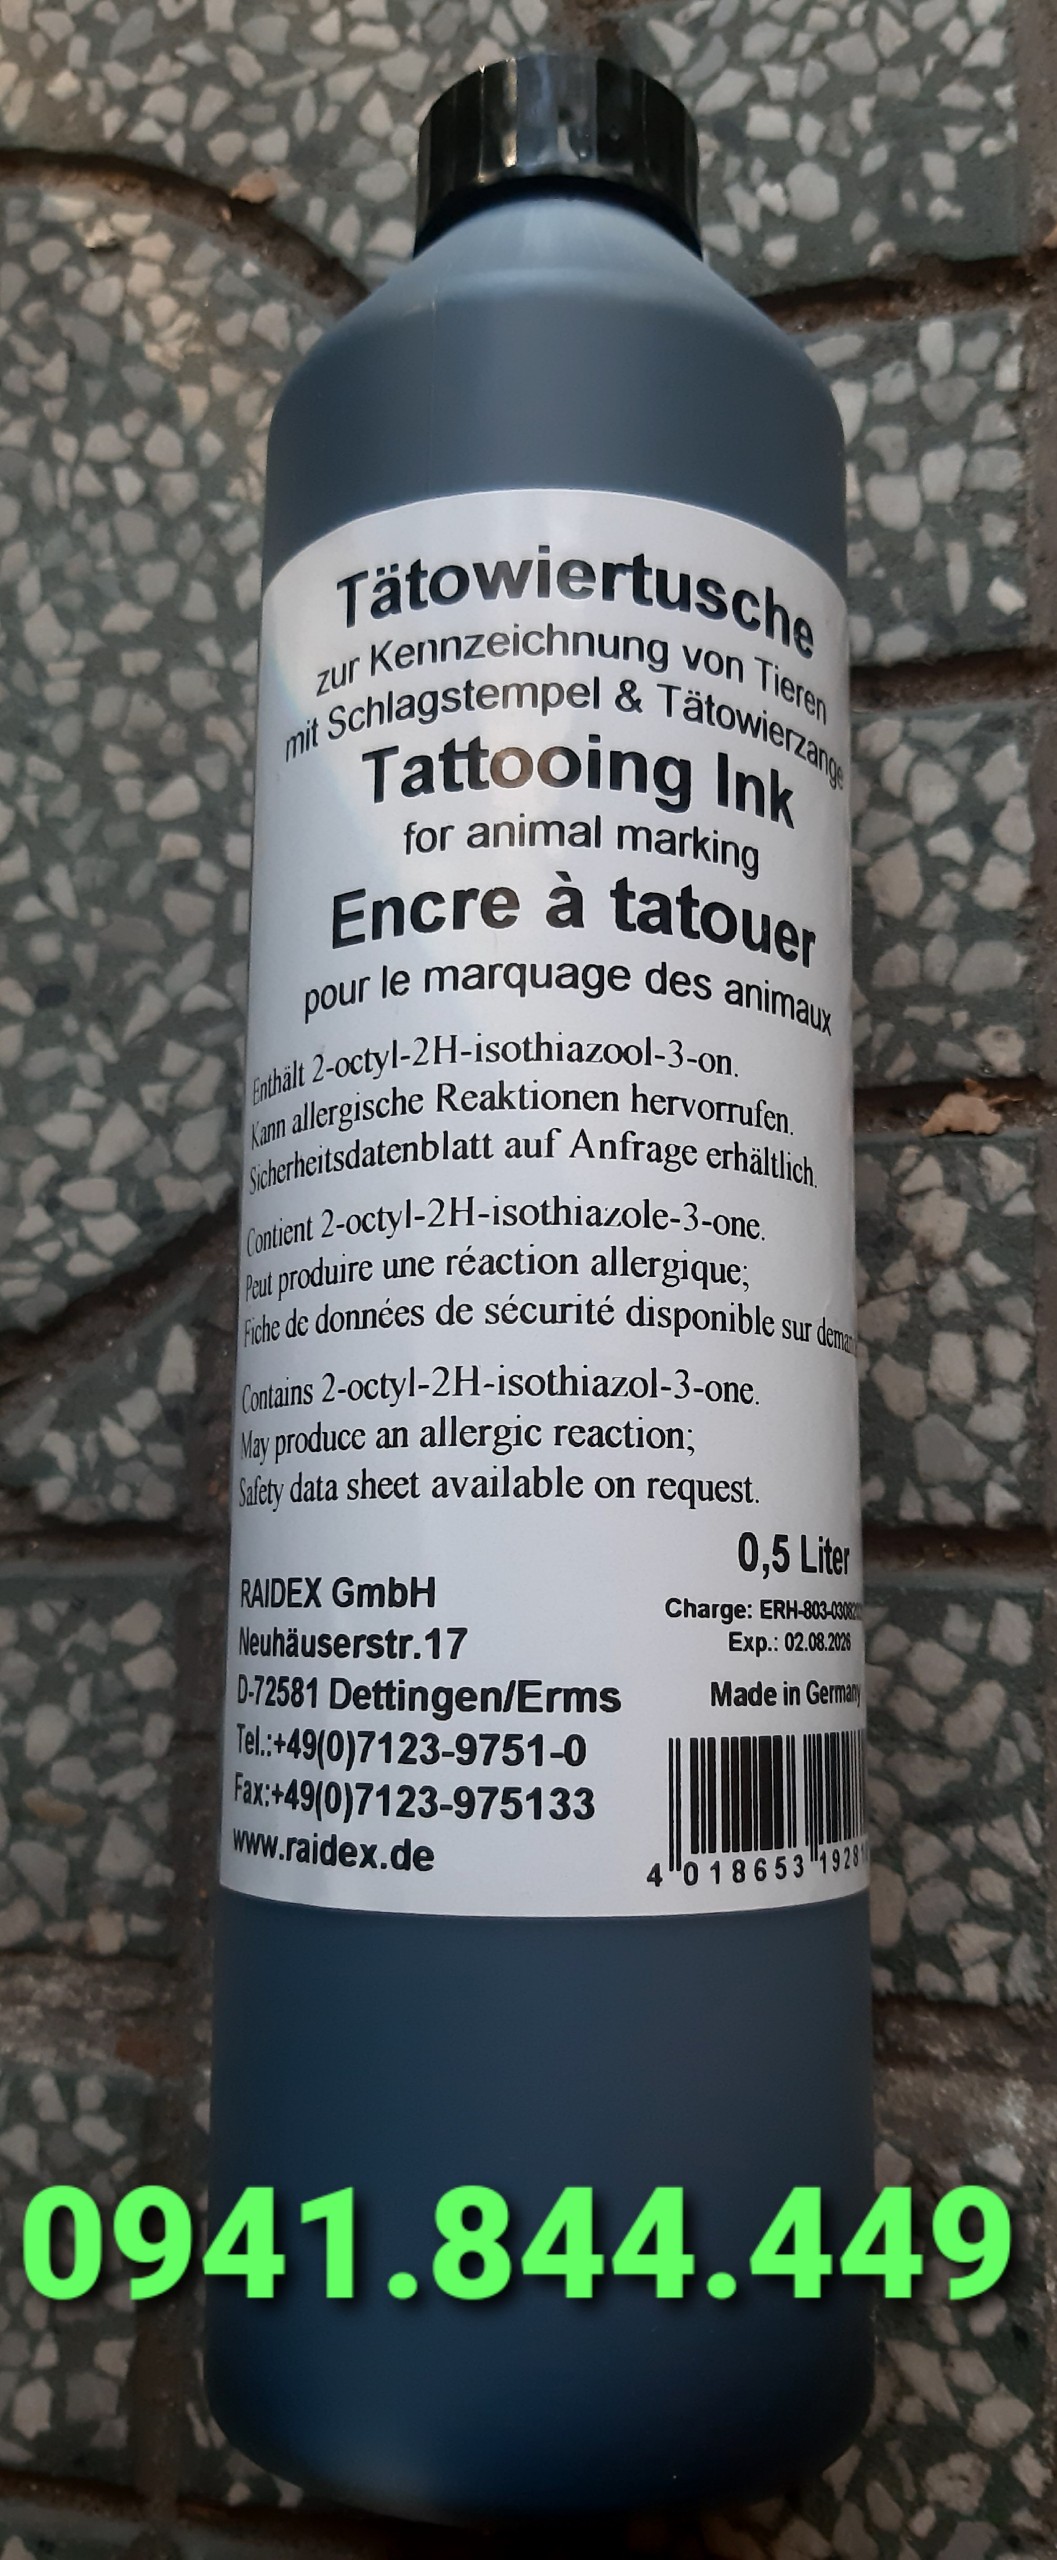 Tätowiertusche
zur Kennzeichnung von Tieren
mit Schlagstempel & Tätowierzange
Tattooing Ink
for animal marking
Encre à tatouer
pour le marquage des animaux
Enthält 2-octyl-2H-isothiazool-3-on.
Kann allergische Reaktionen hervorrufen.
Sicherheitsdatenblatt auf Anfrage erhältlich.
Contient 2-octyl-2H-isothiazole-3-one.
Peut produire une réaction allergique;
Fiche de données de sécurité disponible sur
Contains 2-octyl-2H-isothiazol-3-one.
May produce an allergic reaction;
Safety data sheet available on request.
0,5 Liter
Charge:
Exp.: 02.08.2026
Made in Germany
RAIDEX GmbH
Neuhäuserstr.17
D-72581 Dettingen/Erms
Tel.:+49(0)7123-9751-0
Fax:+49(0)7123-975133
www.raidex.de
4 018653
0941.844.449